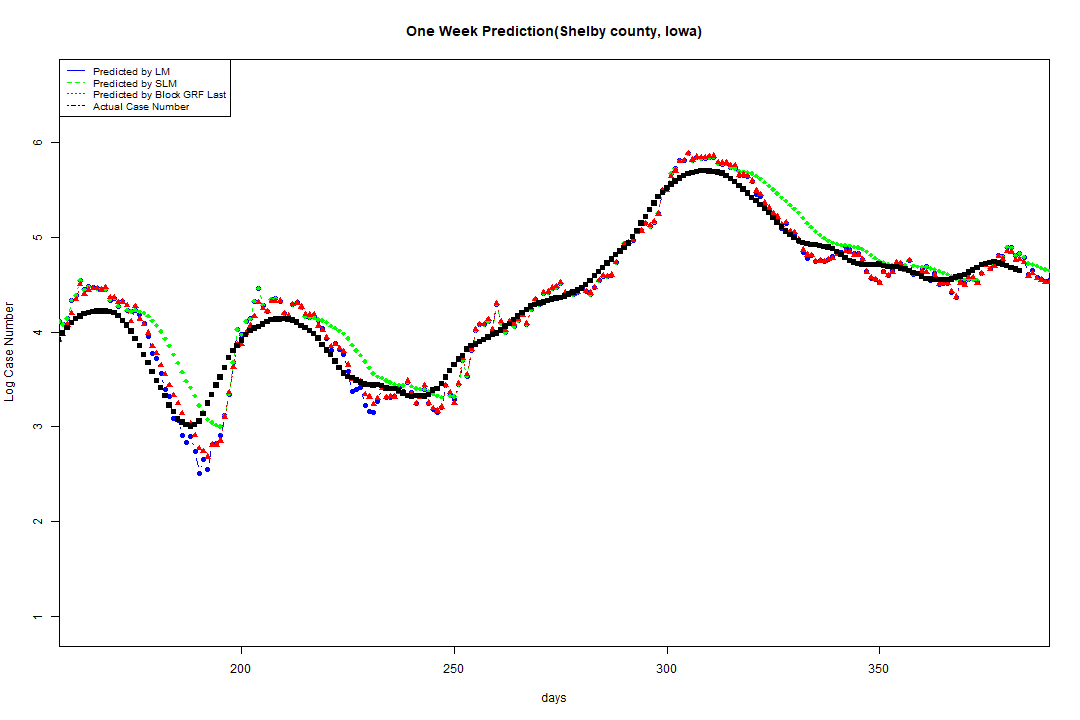 One Week Prediction(Shelby county, Iowa)
Predicted by LM
Predicted by SLM
Predicted by Block GRF Last
Actual Case Number
Log Case Number
6
5
4
3
2
1
200
250
300
350
days